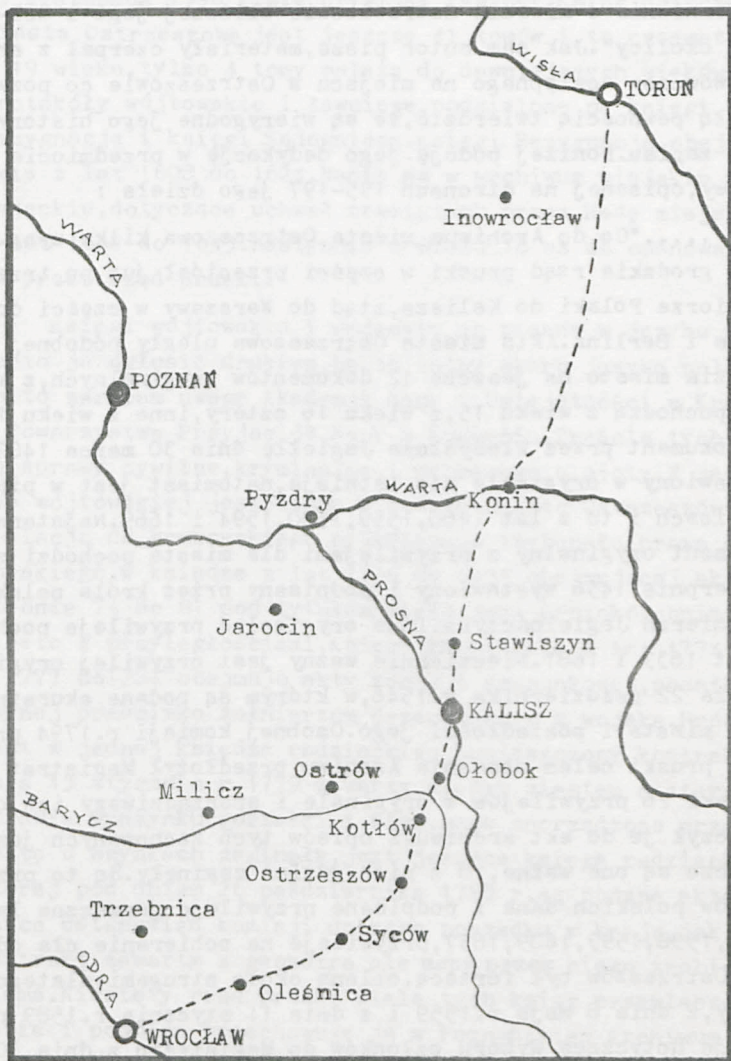 WISŁA
TORUŃ
Inowrocław
WARTA
POZNAŃ
WARTA
Konin
Pyzdry
PROSNA
Jarocin
Stawiszyn
KALISZ
Ostrów
Ołobok
Milicz
BARYCZ
Kotłów
Ostrzeszów
Trzebnica
Syców
ODRA
Oleśnica
WROCŁAW